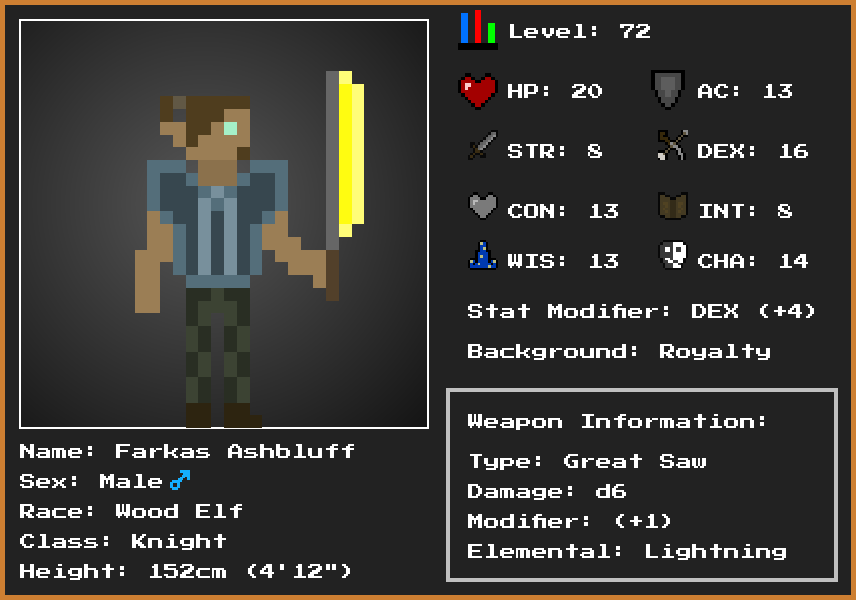 Level: 72
HP: 20
AC: 13
STR: 8
DEX: 16
CON: 13
INT: 8
WIS: 13
CHA: 14
Stat Modifier: DEX (+4)
Background: Royalty
Weapon Information:
Type: Great Saw
Damage: d6
Modifier: (+1)
Elemental: Lightning
Name: Farkas Ashbluff
Sex: Male♂
Race: Wood Elf
Class: Knight
Height: 152cm (4'12")